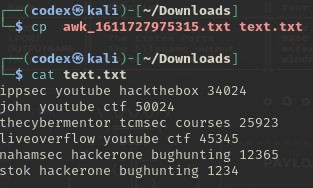 (codex㉿kali)-[~/Downloads]
$ cp awk_1611727975315.txt text.txt
(codex㉿kali)-[~/Downloads]
$ cat text.txt
ippsec youtube hackthebox 34024
john youtube ctf 50024
thecybermentor tcmsec courses 25923
liveoverflow youtube ctf 45345
nahamsec hackerone bughunting 12365
stok hackerone bughunting 1234